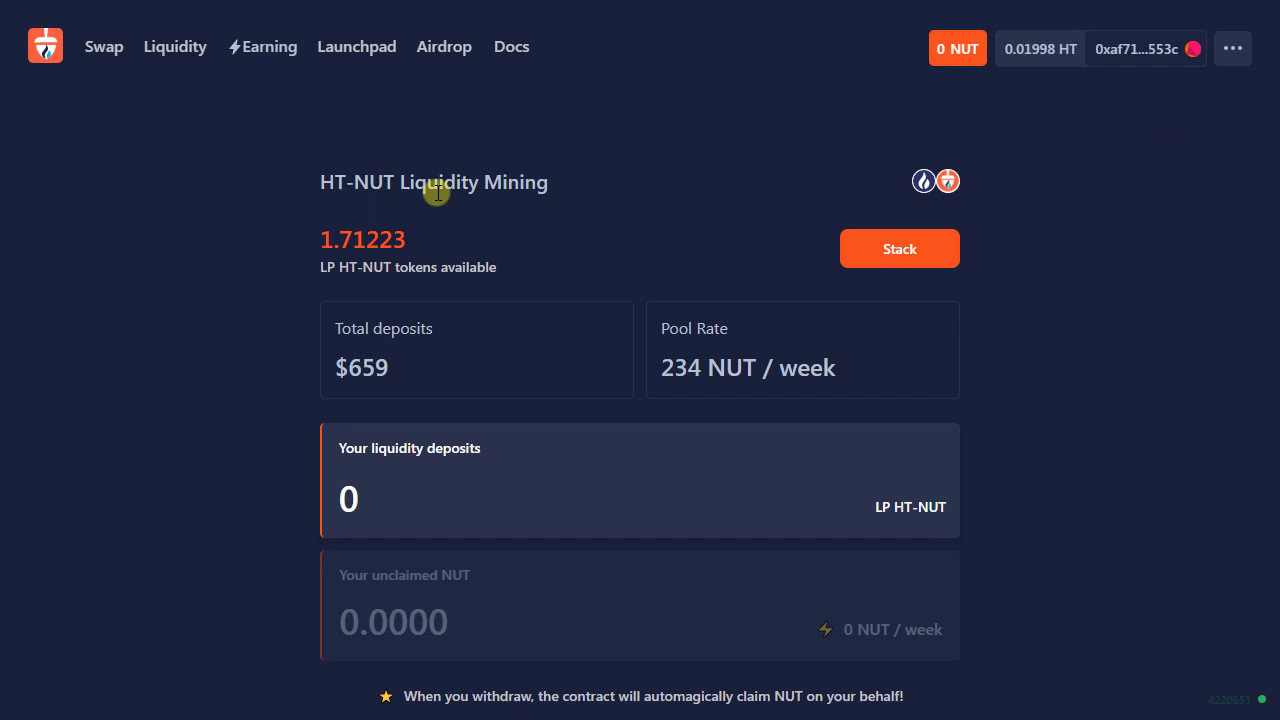 Swap Liquidity ⚡Earning Launchpad Airdrop Docs 0 NUT 0.01998 HT 0xaf71...553c
HT-NUT Liquidity Mining
1.71223
LP HT-NUT tokens available
Stack
Total deposits
$659
Pool Rate
234 NUT / week
Your liquidity deposits
0
LP HT-NUT
Your unclaimed NUT
0.0000
⚡ 0 NUT / week
⭐ When you withdraw, the contract will automagically claim NUT on your behalf!
4220653